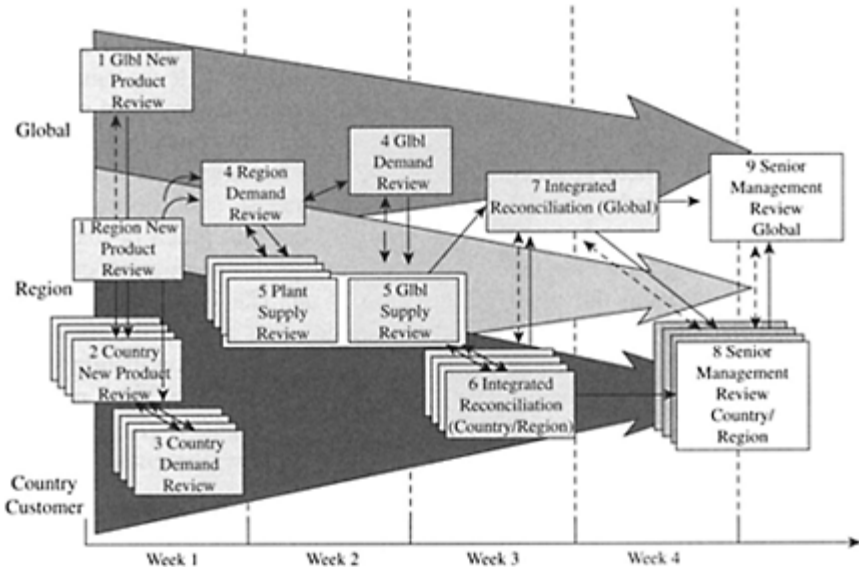 1 Glbl New
Product
Review
Global
4 Glbl
Demand
Review
4 Region
Demand
Review
7 Integrated
Reconciliation (Global)
9 Senior
Management
Review
Global
1 Region New
Product
Review
Region
5 Plant
Supply
Review
5 Glbl
Supply
Review
2 Country
New Product
Review
6 Integrated
Reconciliation
(Country/Region)
8 Senior
Management
Review
Country/
Region
3 Country
Demand
Review
Country
Customer
Week 1
Week 2
Week 3
Week 4